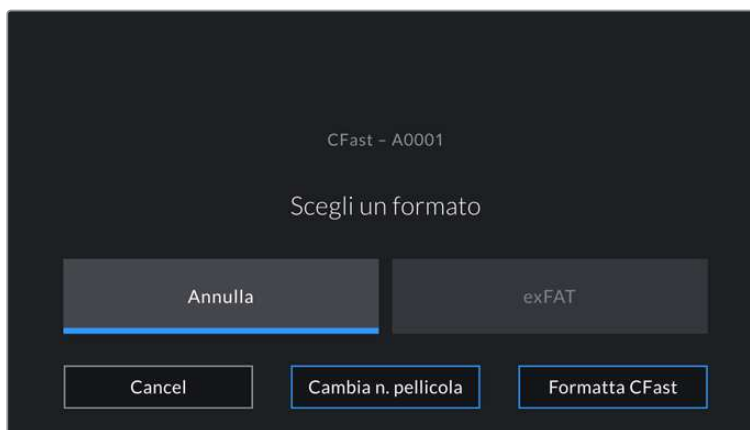 CFast – A0001
Scegli un formato
Annulla exFAT
Cancel Cambia n. pellicola Formatta CFast